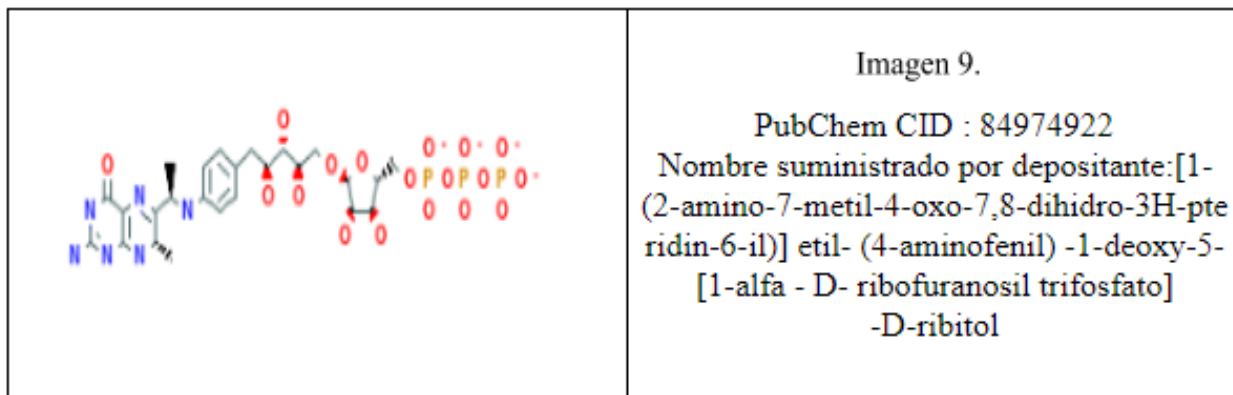 Imagen 9.
PubChem CID : 84974922
Nombre suministrado por depositante:[1-
(2-amino-7-metil-4-oxo-7,8-dihidro-3H-pte
ridin-6-il)] etil- (4-aminofenil) -1-deoxy-5-
[1-alfa - D- ribofuranosil trifosfato]
-D-ribitol
O
N
N
N
N
N
N
O
O
O
O
O
O
O
O
O
P
O
P
O
P
O
O
O
O
O
O
O